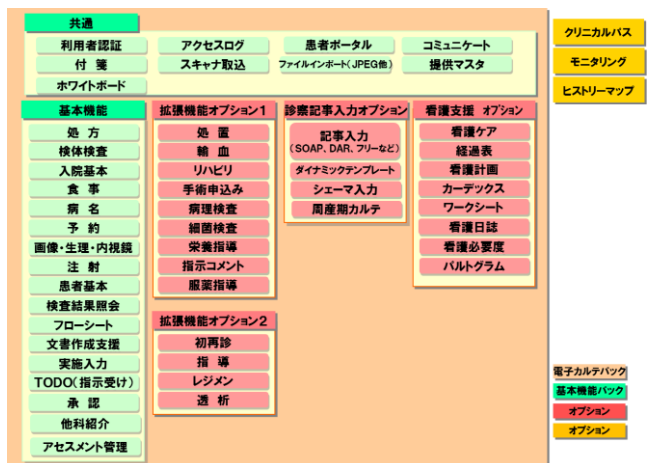 共通
利用者認証
アクセスログ
患者ポータル
コミュニケート
付 箋
スキャナ取込
ファイルインポート(JPEG他)
提供マスタ
ホワイトボード
クリニカルパス
モニタリング
ヒストリーマップ
基本機能
処 方
検体検査
入院基本
食 事
病 名
予 約
画像・生理・内視鏡
注 射
患者基本
検査結果照会
フローシート
文書作成支援
実施入力
TODO(指示受け)
承 認
他科紹介
アセスメント管理
拡張機能オプション1
処 置
輸 血
リハビリ
手術申込み
病理検査
細菌検査
栄養指導
指示コメント
服薬指導
拡張機能オプション2
初再診
指 導
レジメン
透 析
診察記事入力オプション
記事入力
(SOAP、DAR、フリーなど)
ダイナミックテンプレート
シェーマ入力
周産期カルテ
看護支援 オプション
看護ケア
経過表
看護計画
カーデックス
ワークシート
看護日誌
看護必要度
パルトグラム
電子カルテパック
基本機能パック
オプション
オプション